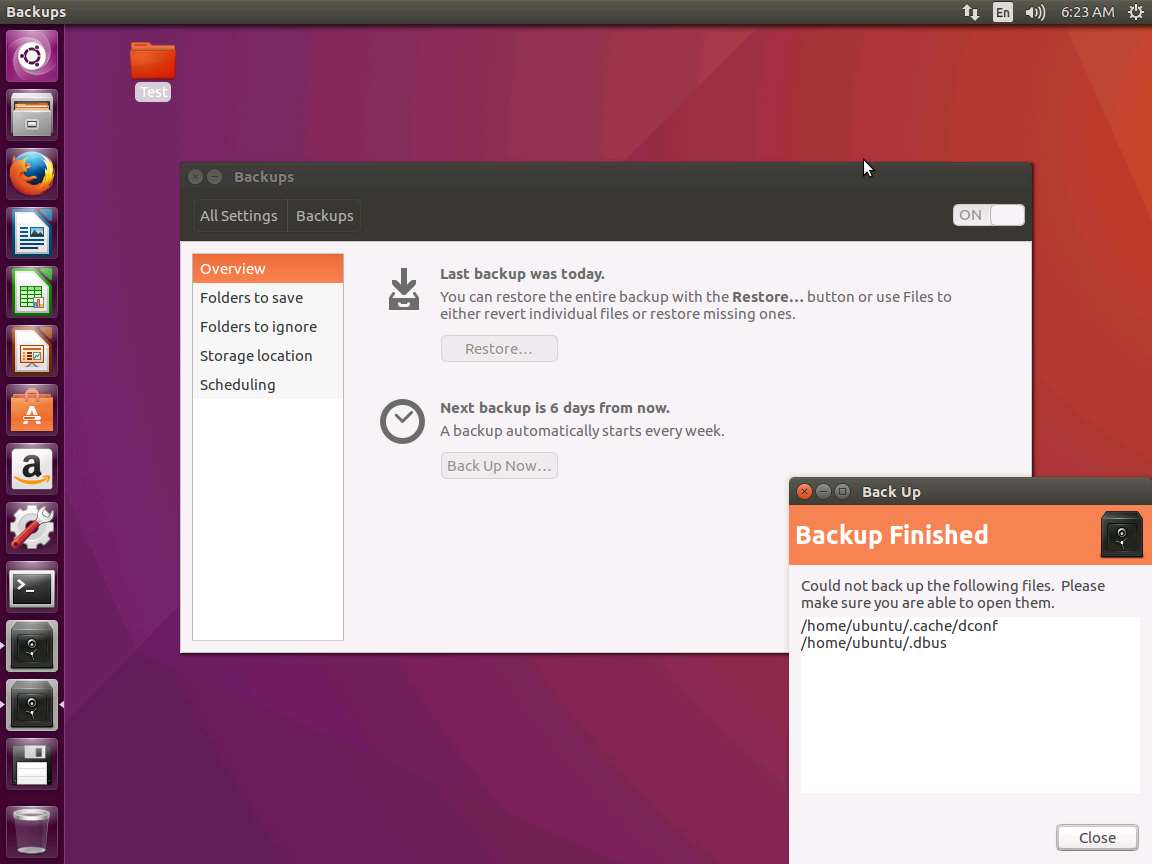 Backups
En
6:23 AM
Test
Backups
All Settings
Backups
ON
Overview
Folders to save
Folders to ignore
Storage location
Scheduling
Last backup was today.
You can restore the entire backup with the Restore... button or use Files to
either revert individual files or restore missing ones.
Restore...
Next backup is 6 days from now.
A backup automatically starts every week.
Back Up Now...
Back Up
Backup Finished
Could not back up the following files.  Please
make sure you are able to open them.
/home/ubuntu/.cache/dconf
/home/ubuntu/.dbus
Close